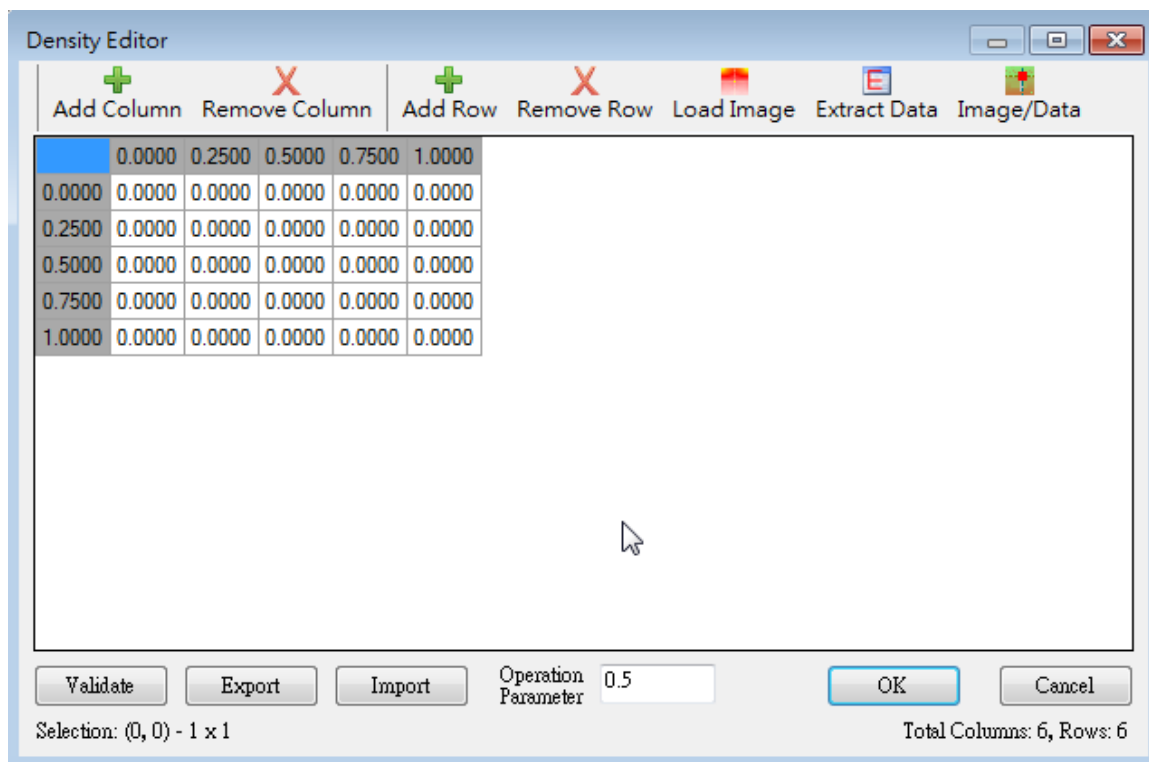 Density Editor
Add Column Remove Column Add Row Remove Row Load Image Extract Data Image/Data
0.0000 0.2500 0.5000 0.7500 1.0000
0.0000 0.0000 0.0000 0.0000 0.0000 0.0000
0.2500 0.0000 0.0000 0.0000 0.0000 0.0000
0.5000 0.0000 0.0000 0.0000 0.0000 0.0000
0.7500 0.0000 0.0000 0.0000 0.0000 0.0000
1.0000 0.0000 0.0000 0.0000 0.0000 0.0000
Validate Export Import Operation Parameter 0.5 OK Cancel
Selection: (0, 0) - 1 x 1 Total Columns: 6, Rows: 6